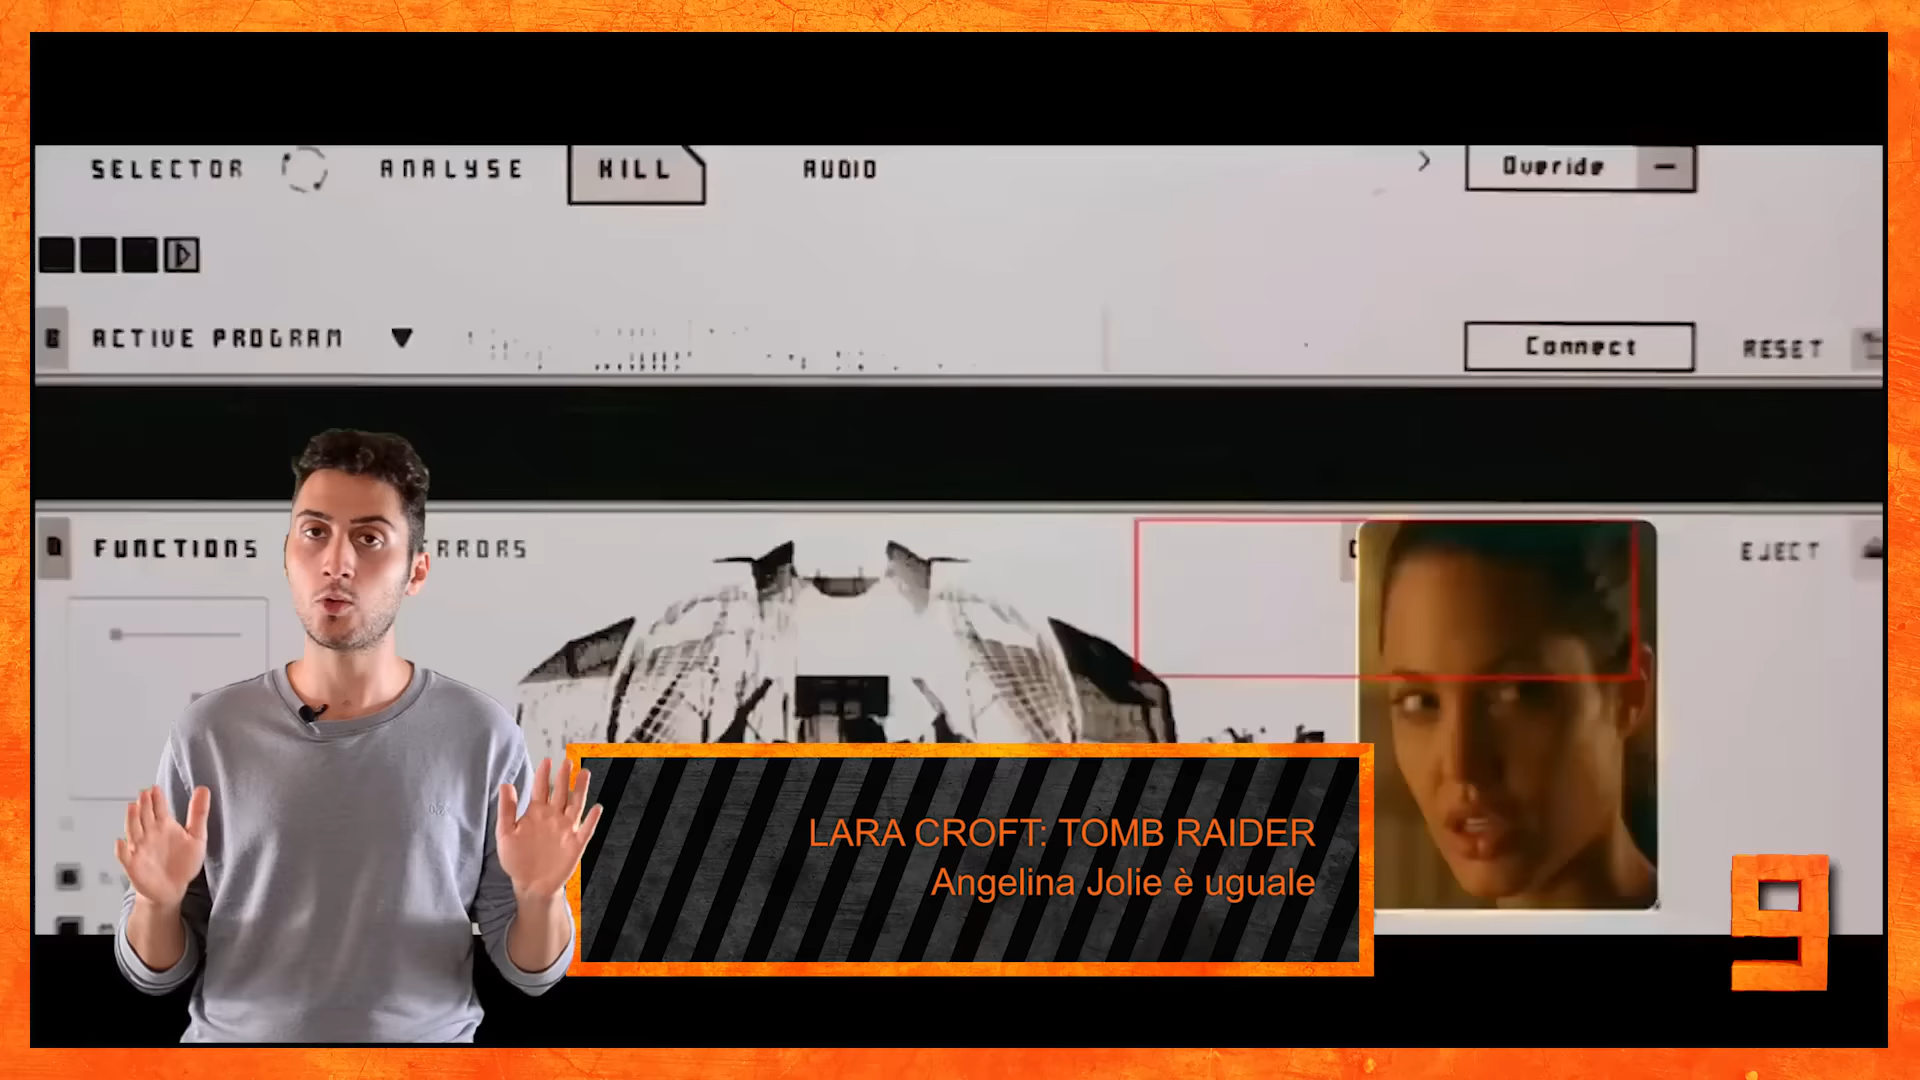 SELECTOR ANALYSE KILL AUDIO > Override
ACTIVE PROGRAM Connect RESET
FUNCTIONS RRORS EJECT
LARA CROFT: TOMB RAIDER
Angelina Jolie è uguale
9